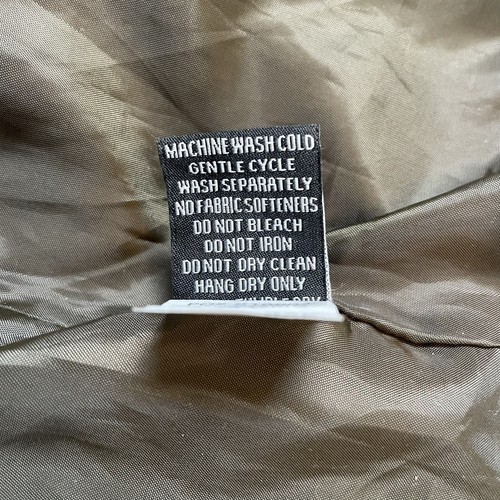 MACHINE WASH COLD
GENTLE CYCLE
WASH SEPARATELY
NO FABRIC SOFTENERS
DO NOT BLEACH
DO NOT IRON
DO NOT DRY CLEAN
HANG DRY ONLY